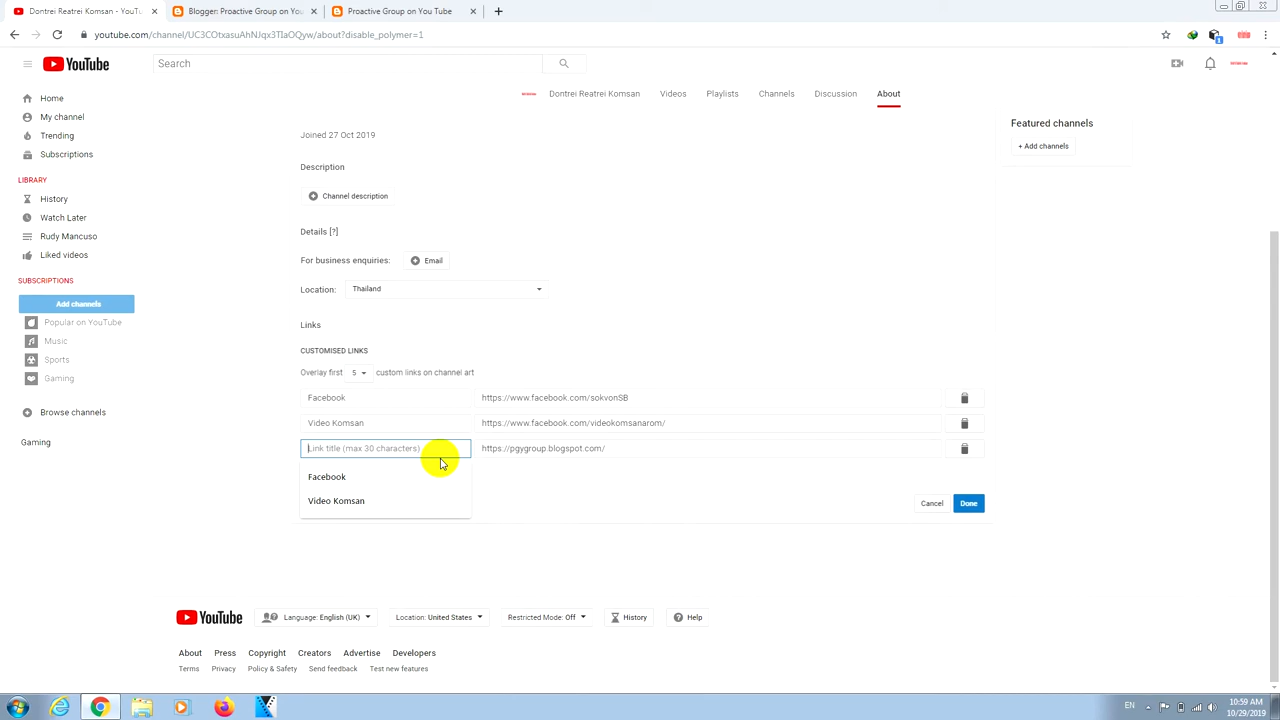 Dontrei Reatrei Komsan - YouTu
Blogger: Proactive Group on You
Proactive Group on You Tube
youtube.com/channel/UC3COtxasuAhNJqx3TIaOQyw/about?disable_polymer=1
YouTube
Search
Dontrei Reatrei Komsan
Videos
Playlists
Channels
Discussion
About
Home
My channel
Trending
Subscriptions
LIBRARY
History
Watch Later
Rudy Mancuso
Liked videos
SUBSCRIPTIONS
Add channels
Popular on YouTube
Music
Sports
Gaming
Browse channels
Gaming
Joined 27 Oct 2019
Description
Channel description
Details [?]
For business enquiries: Email
Location: Thailand
Links
CUSTOMISED LINKS
Overlay first 5 custom links on channel art
Facebook https://www.facebook.com/sokvonSB
Video Komsan https://www.facebook.com/videokomsanarom/
Link title (max 30 characters) https://pgygroup.blogspot.com/
Facebook
Video Komsan
Cancel Done
Featured channels
+ Add channels
YouTube
Language: English (UK)
Location: United States
Restricted Mode: Off
History
Help
About Press Copyright Creators Advertise Developers
Terms Privacy Policy & Safety Send feedback Test new features
EN
10:59 AM
10/29/2019